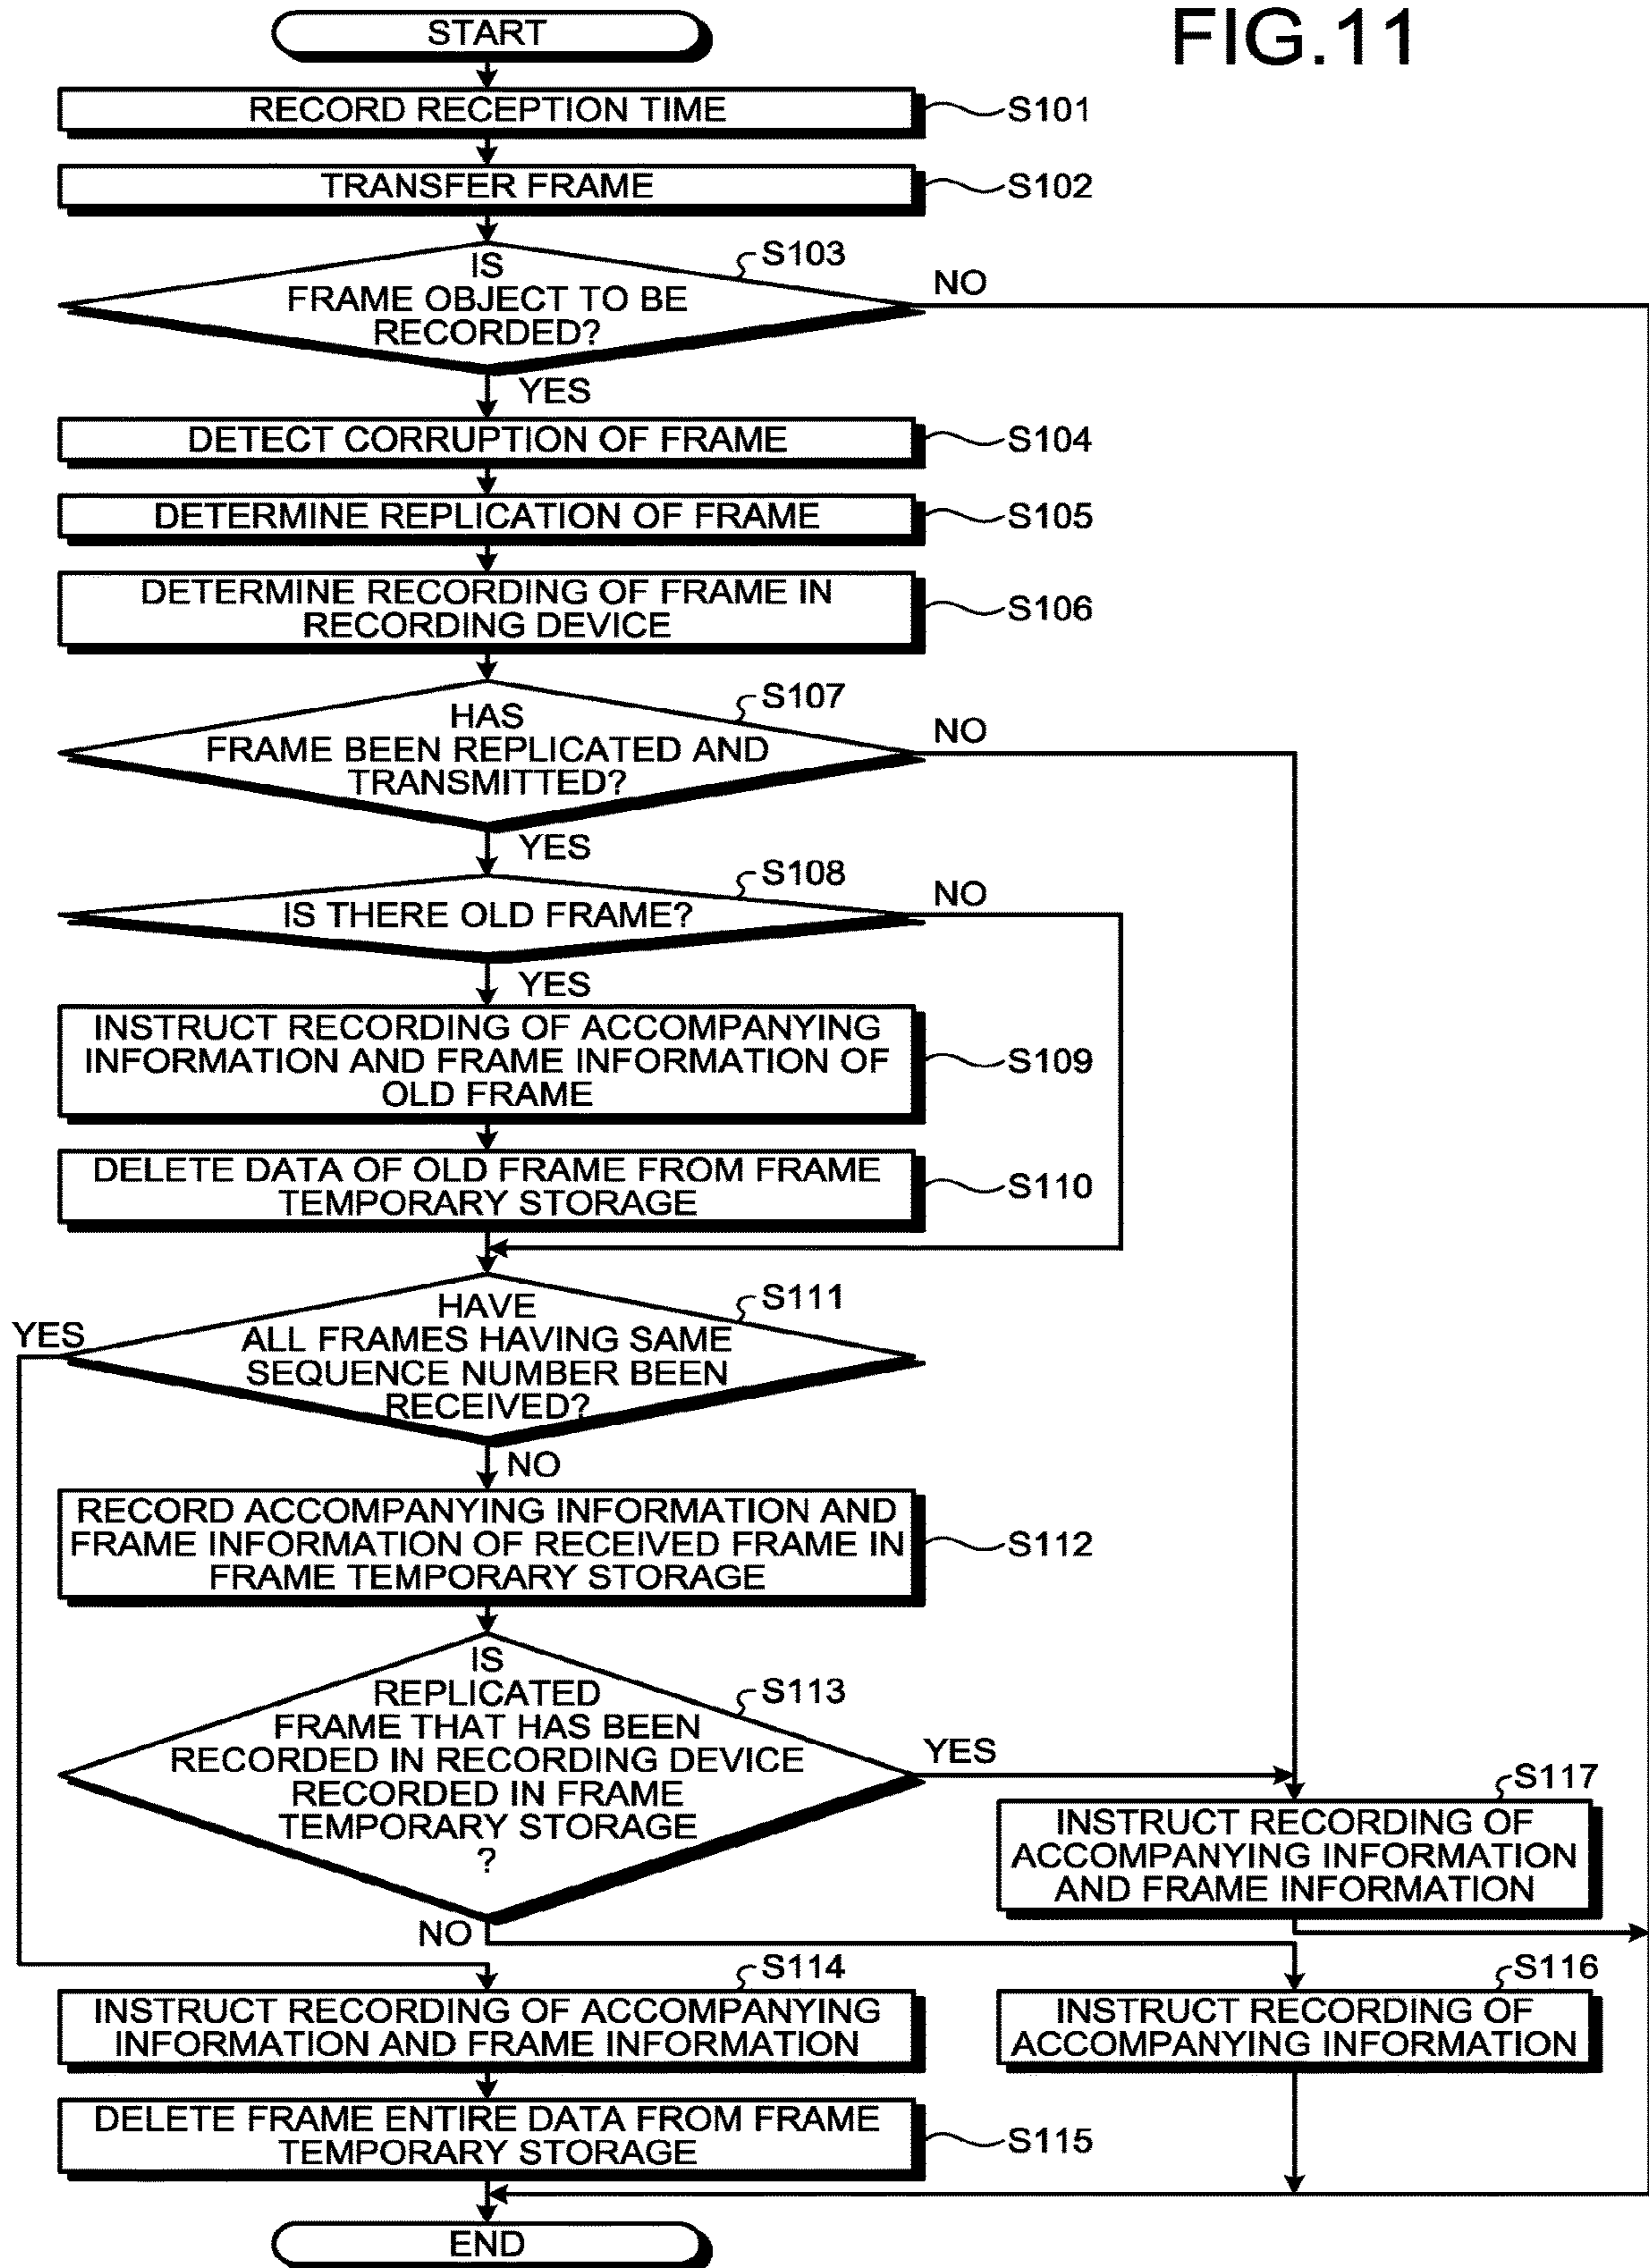 FIG.11
START
RECORD RECEPTION TIME
S101
TRANSFER FRAME
S102
S103
IS
FRAME OBJECT TO BE
RECORDED?
NO
YES
DETECT CORRUPTION OF FRAME
S104
DETERMINE REPLICATION OF FRAME
S105
DETERMINE RECORDING OF FRAME IN
RECORDING DEVICE
S106
S107
HAS
FRAME BEEN REPLICATED AND
TRANSMITTED?
NO
YES
S108
IS THERE OLD FRAME?
NO
YES
INSTRUCT RECORDING OF ACCOMPANYING
INFORMATION AND FRAME INFORMATION OF
OLD FRAME
S109
DELETE DATA OF OLD FRAME FROM FRAME
TEMPORARY STORAGE
S110
S111
HAVE
ALL FRAMES HAVING SAME
SEQUENCE NUMBER BEEN
RECEIVED?
YES
NO
RECORD ACCOMPANYING INFORMATION AND
FRAME INFORMATION OF RECEIVED FRAME IN
FRAME TEMPORARY STORAGE
S112
S113
IS
REPLICATED
FRAME THAT HAS BEEN
RECORDED IN RECORDING DEVICE
RECORDED IN FRAME
TEMPORARY STORAGE
?
YES
NO
S117
INSTRUCT RECORDING OF
ACCOMPANYING INFORMATION
AND FRAME INFORMATION
S114
INSTRUCT RECORDING OF ACCOMPANYING
INFORMATION AND FRAME INFORMATION
S116
INSTRUCT RECORDING OF
ACCOMPANYING INFORMATION
DELETE FRAME ENTIRE DATA FROM FRAME
TEMPORARY STORAGE
S115
END